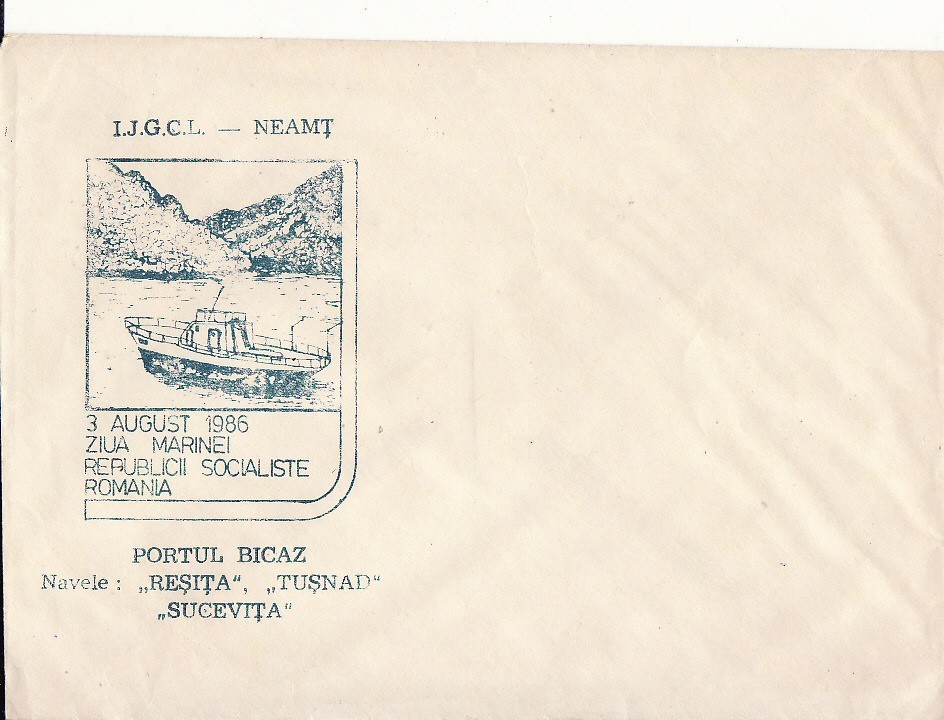 I.J.G.C.L. — NEAMȚ
3 AUGUST 1986
ZIUA MARINEI
REPUBLICII SOCIALISTE
ROMANIA
PORTUL BICAZ
Navele : „REȘIȚA“, „TUȘNAD“
„SUCEVIȚA“